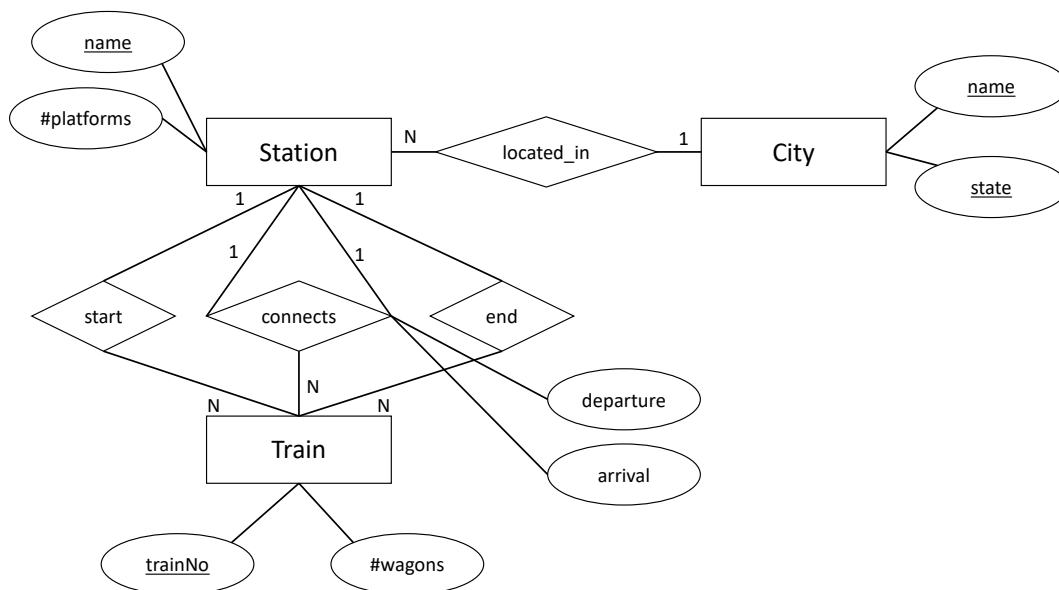 name
#platforms
name
Station
N
located_in
1
City
state
1
1
1
1
start
connects
end
N
N
N
departure
Train
arrival
trainNo
#wagons